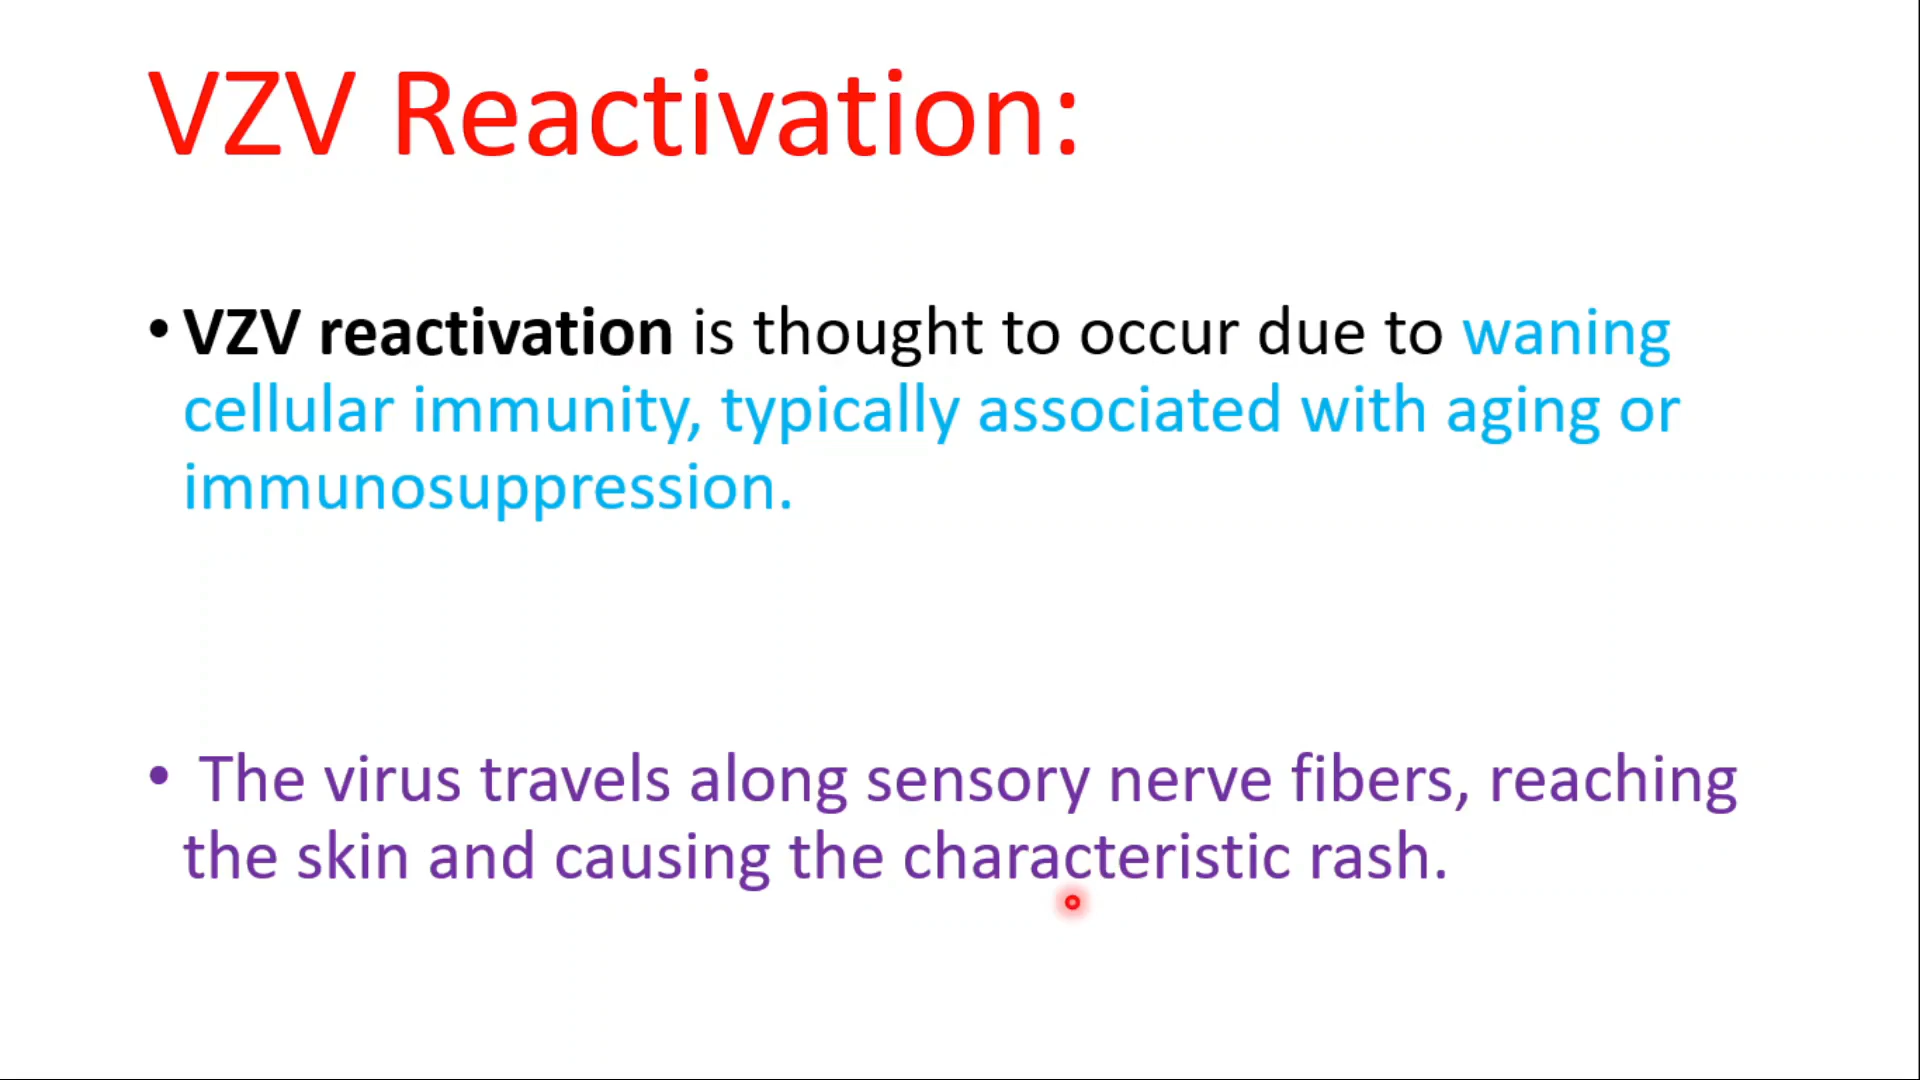 VZV Reactivation:
• VZV reactivation is thought to occur due to waning
cellular immunity, typically associated with aging or
immunosuppression.
• The virus travels along sensory nerve fibers, reaching
the skin and causing the characteristic rash.